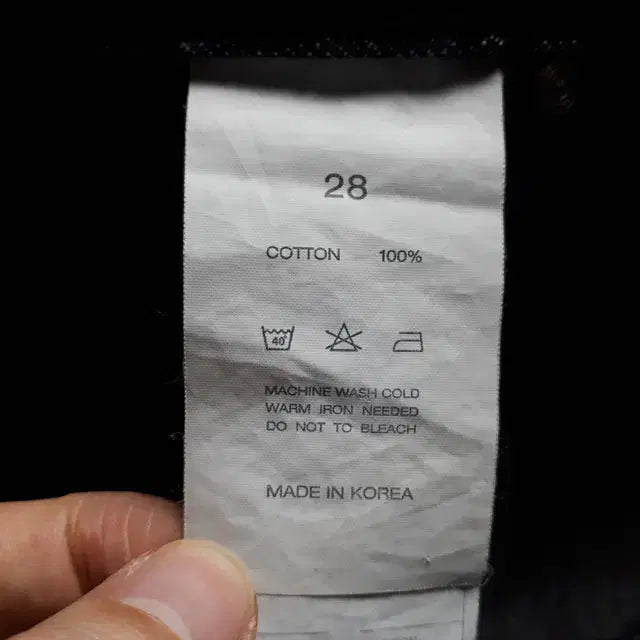 28
COTTON 100%
40°
MACHINE WASH COLD
WARM IRON NEEDED
DO NOT TO BLEACH
MADE IN KOREA